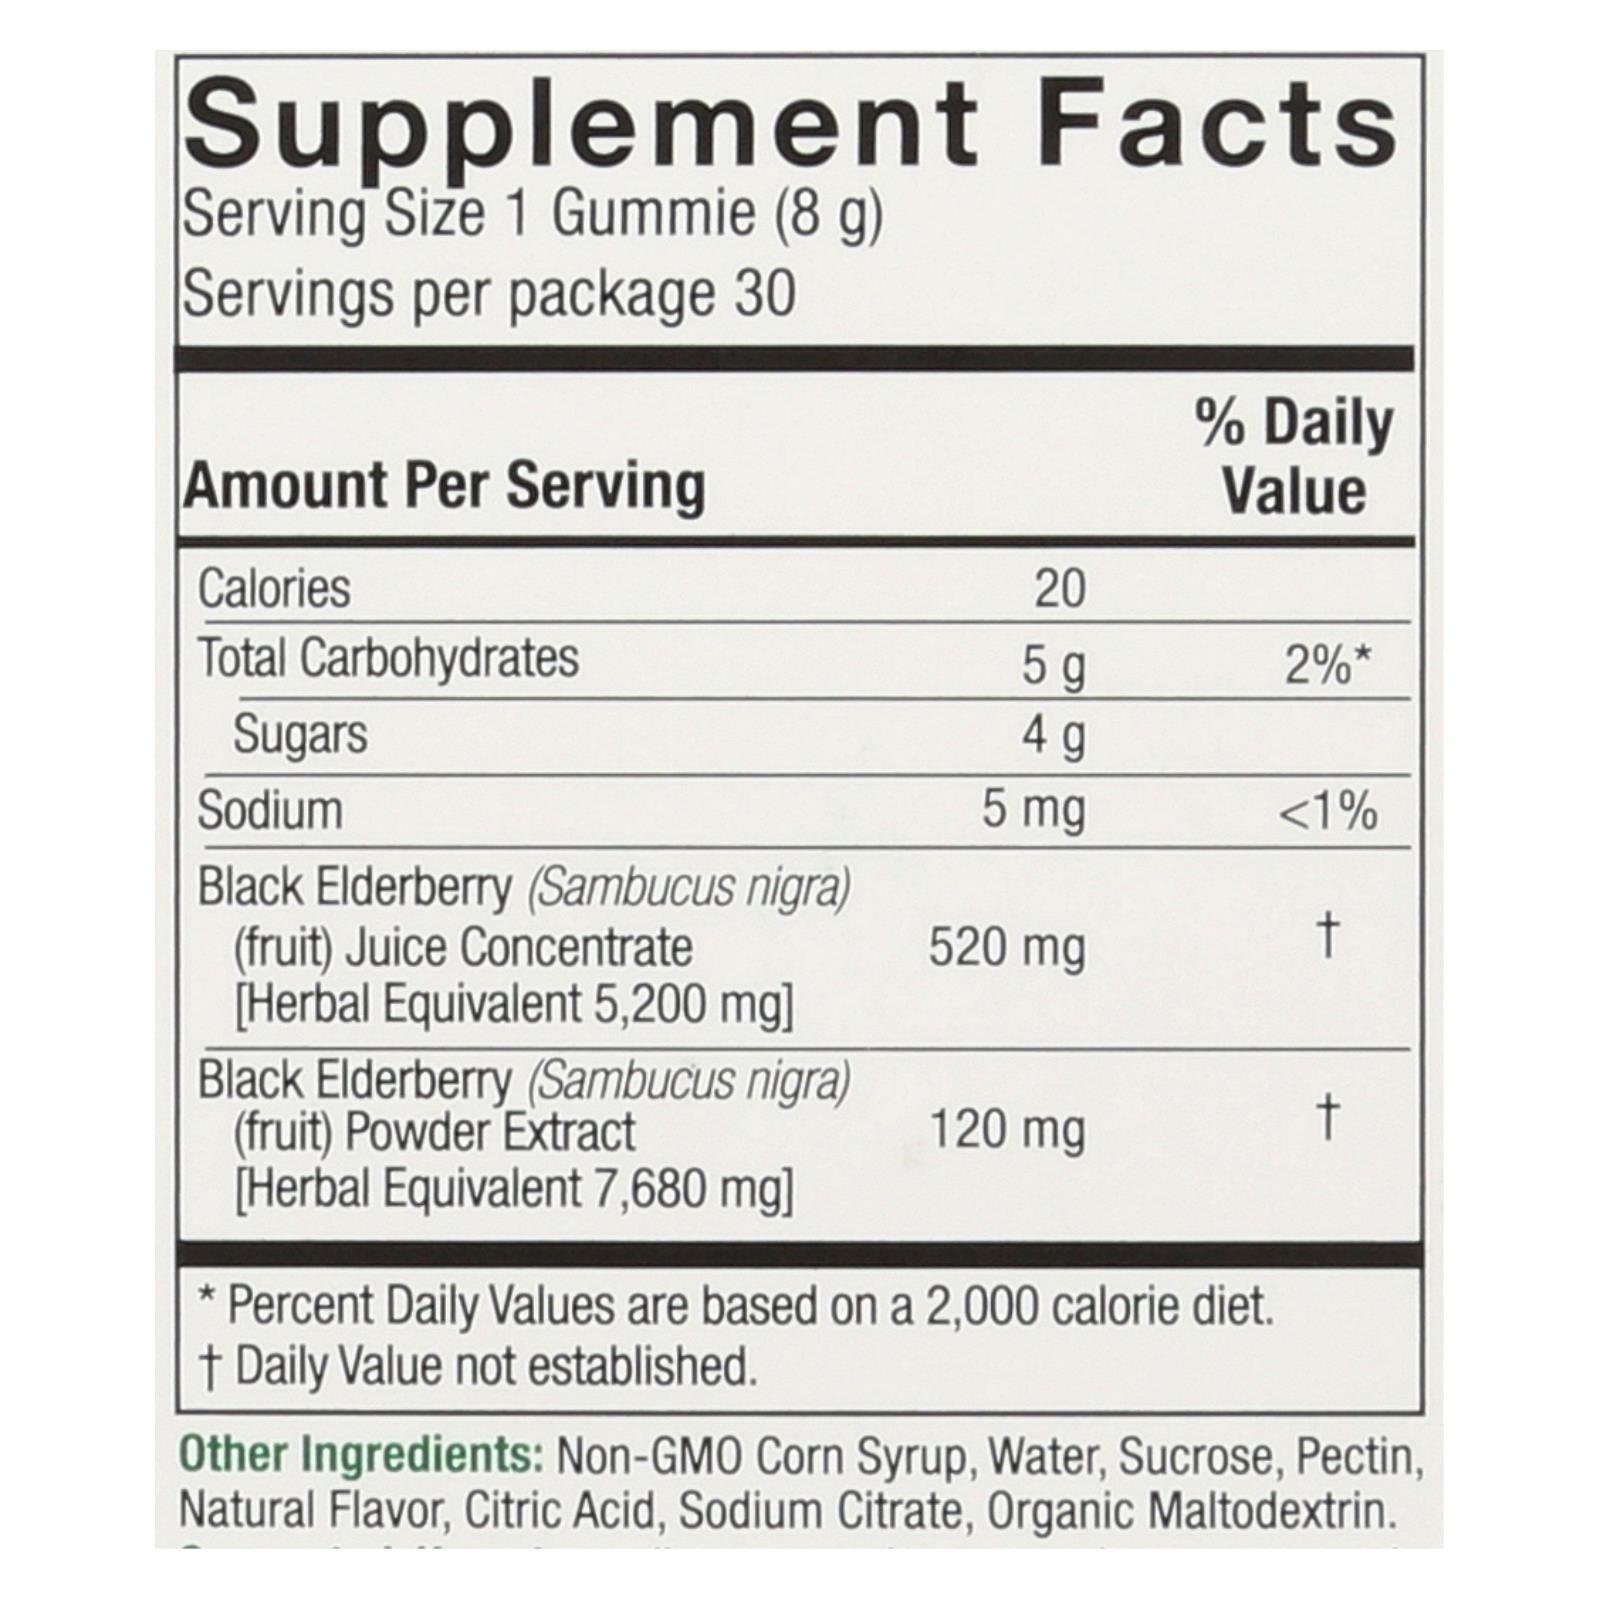 Supplement Facts
Serving Size 1 Gummie (8 g)
Servings per package 30
% Daily
Amount Per Serving Value
Calories 20
Total Carbohydrates 5 g 2%*
Sugars 4 g
Sodium 5 mg <1%
Black Elderberry (Sambucus nigra)
(fruit) Juice Concentrate 520 mg †
[Herbal Equivalent 5,200 mg]
Black Elderberry (Sambucus nigra)
(fruit) Powder Extract 120 mg †
[Herbal Equivalent 7,680 mg]
* Percent Daily Values are based on a 2,000 calorie diet.
† Daily Value not established.
Other Ingredients: Non-GMO Corn Syrup, Water, Sucrose, Pectin,
Natural Flavor, Citric Acid, Sodium Citrate, Organic Maltodextrin.